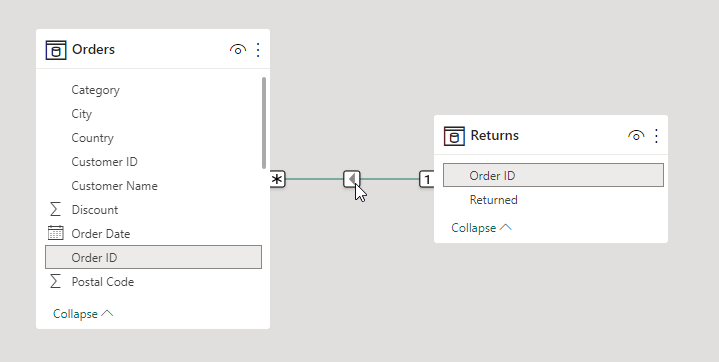 Orders
Category
City
Country
Customer ID
Customer Name
Discount
Order Date
Order ID
Postal Code
Collapse
*
1
Returns
Order ID
Returned
Collapse